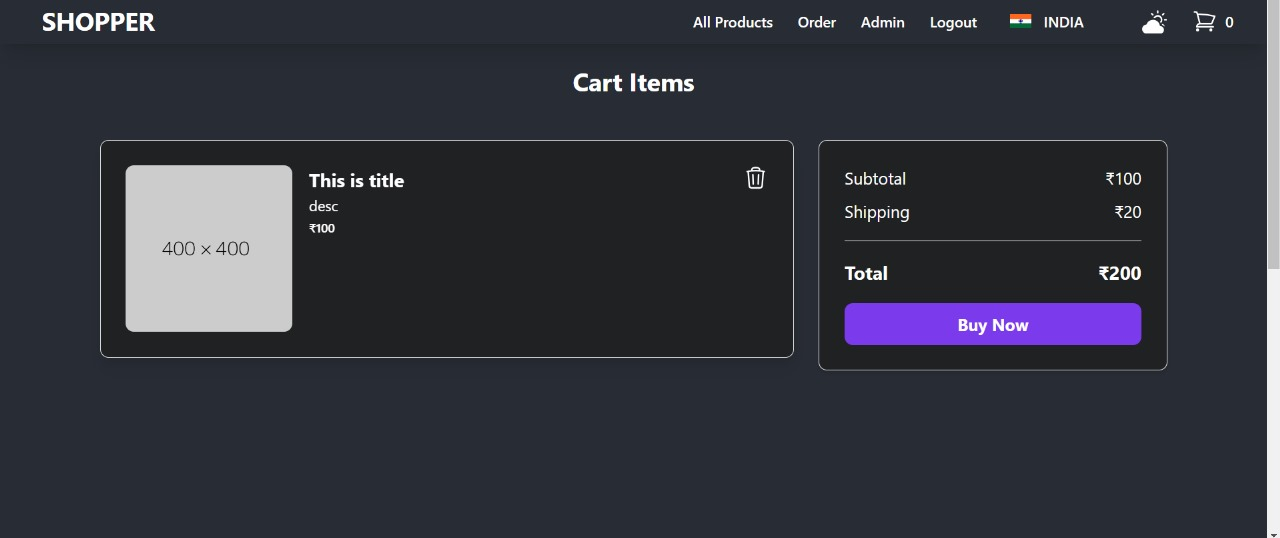 SHOPPER
All Products Order Admin Logout INDIA 0
Cart Items
400 × 400
This is title
desc
₹100
Subtotal ₹100
Shipping ₹20
Total ₹200
Buy Now